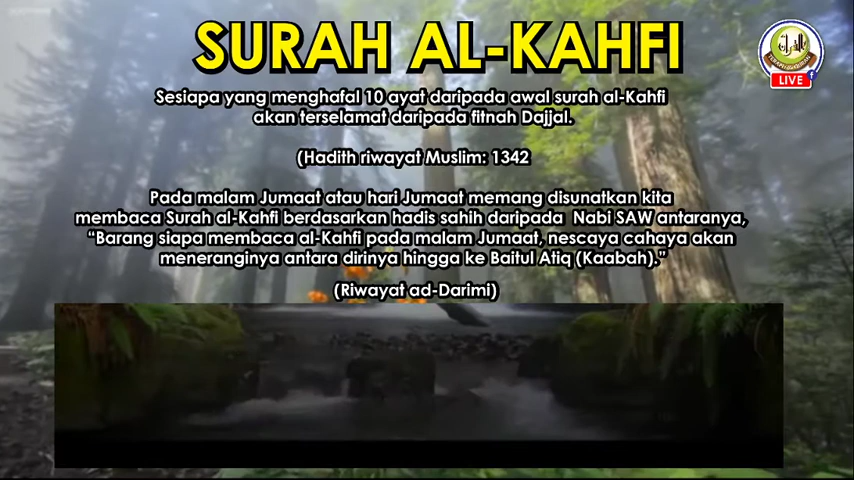 SURAH AL-KAHFI
Sesiapa yang menghafal 10 ayat daripada awal surah al-Kahfi
akan terselamat daripada fitnah Dajjal.
(Hadith riwayat Muslim: 1342
Pada malam Jumaat atau hari Jumaat memang disunatkan kita
membaca Surah al-Kahfi berdasarkan hadis sahih daripada Nabi SAW antaranya,
“Barang siapa membaca al-Kahfi pada malam Jumaat, nescaya cahaya akan
meneranginya antara dirinya hingga ke Baitul Atiq (Kaabah).”
(Riwayat ad-Darimi)
LIVE